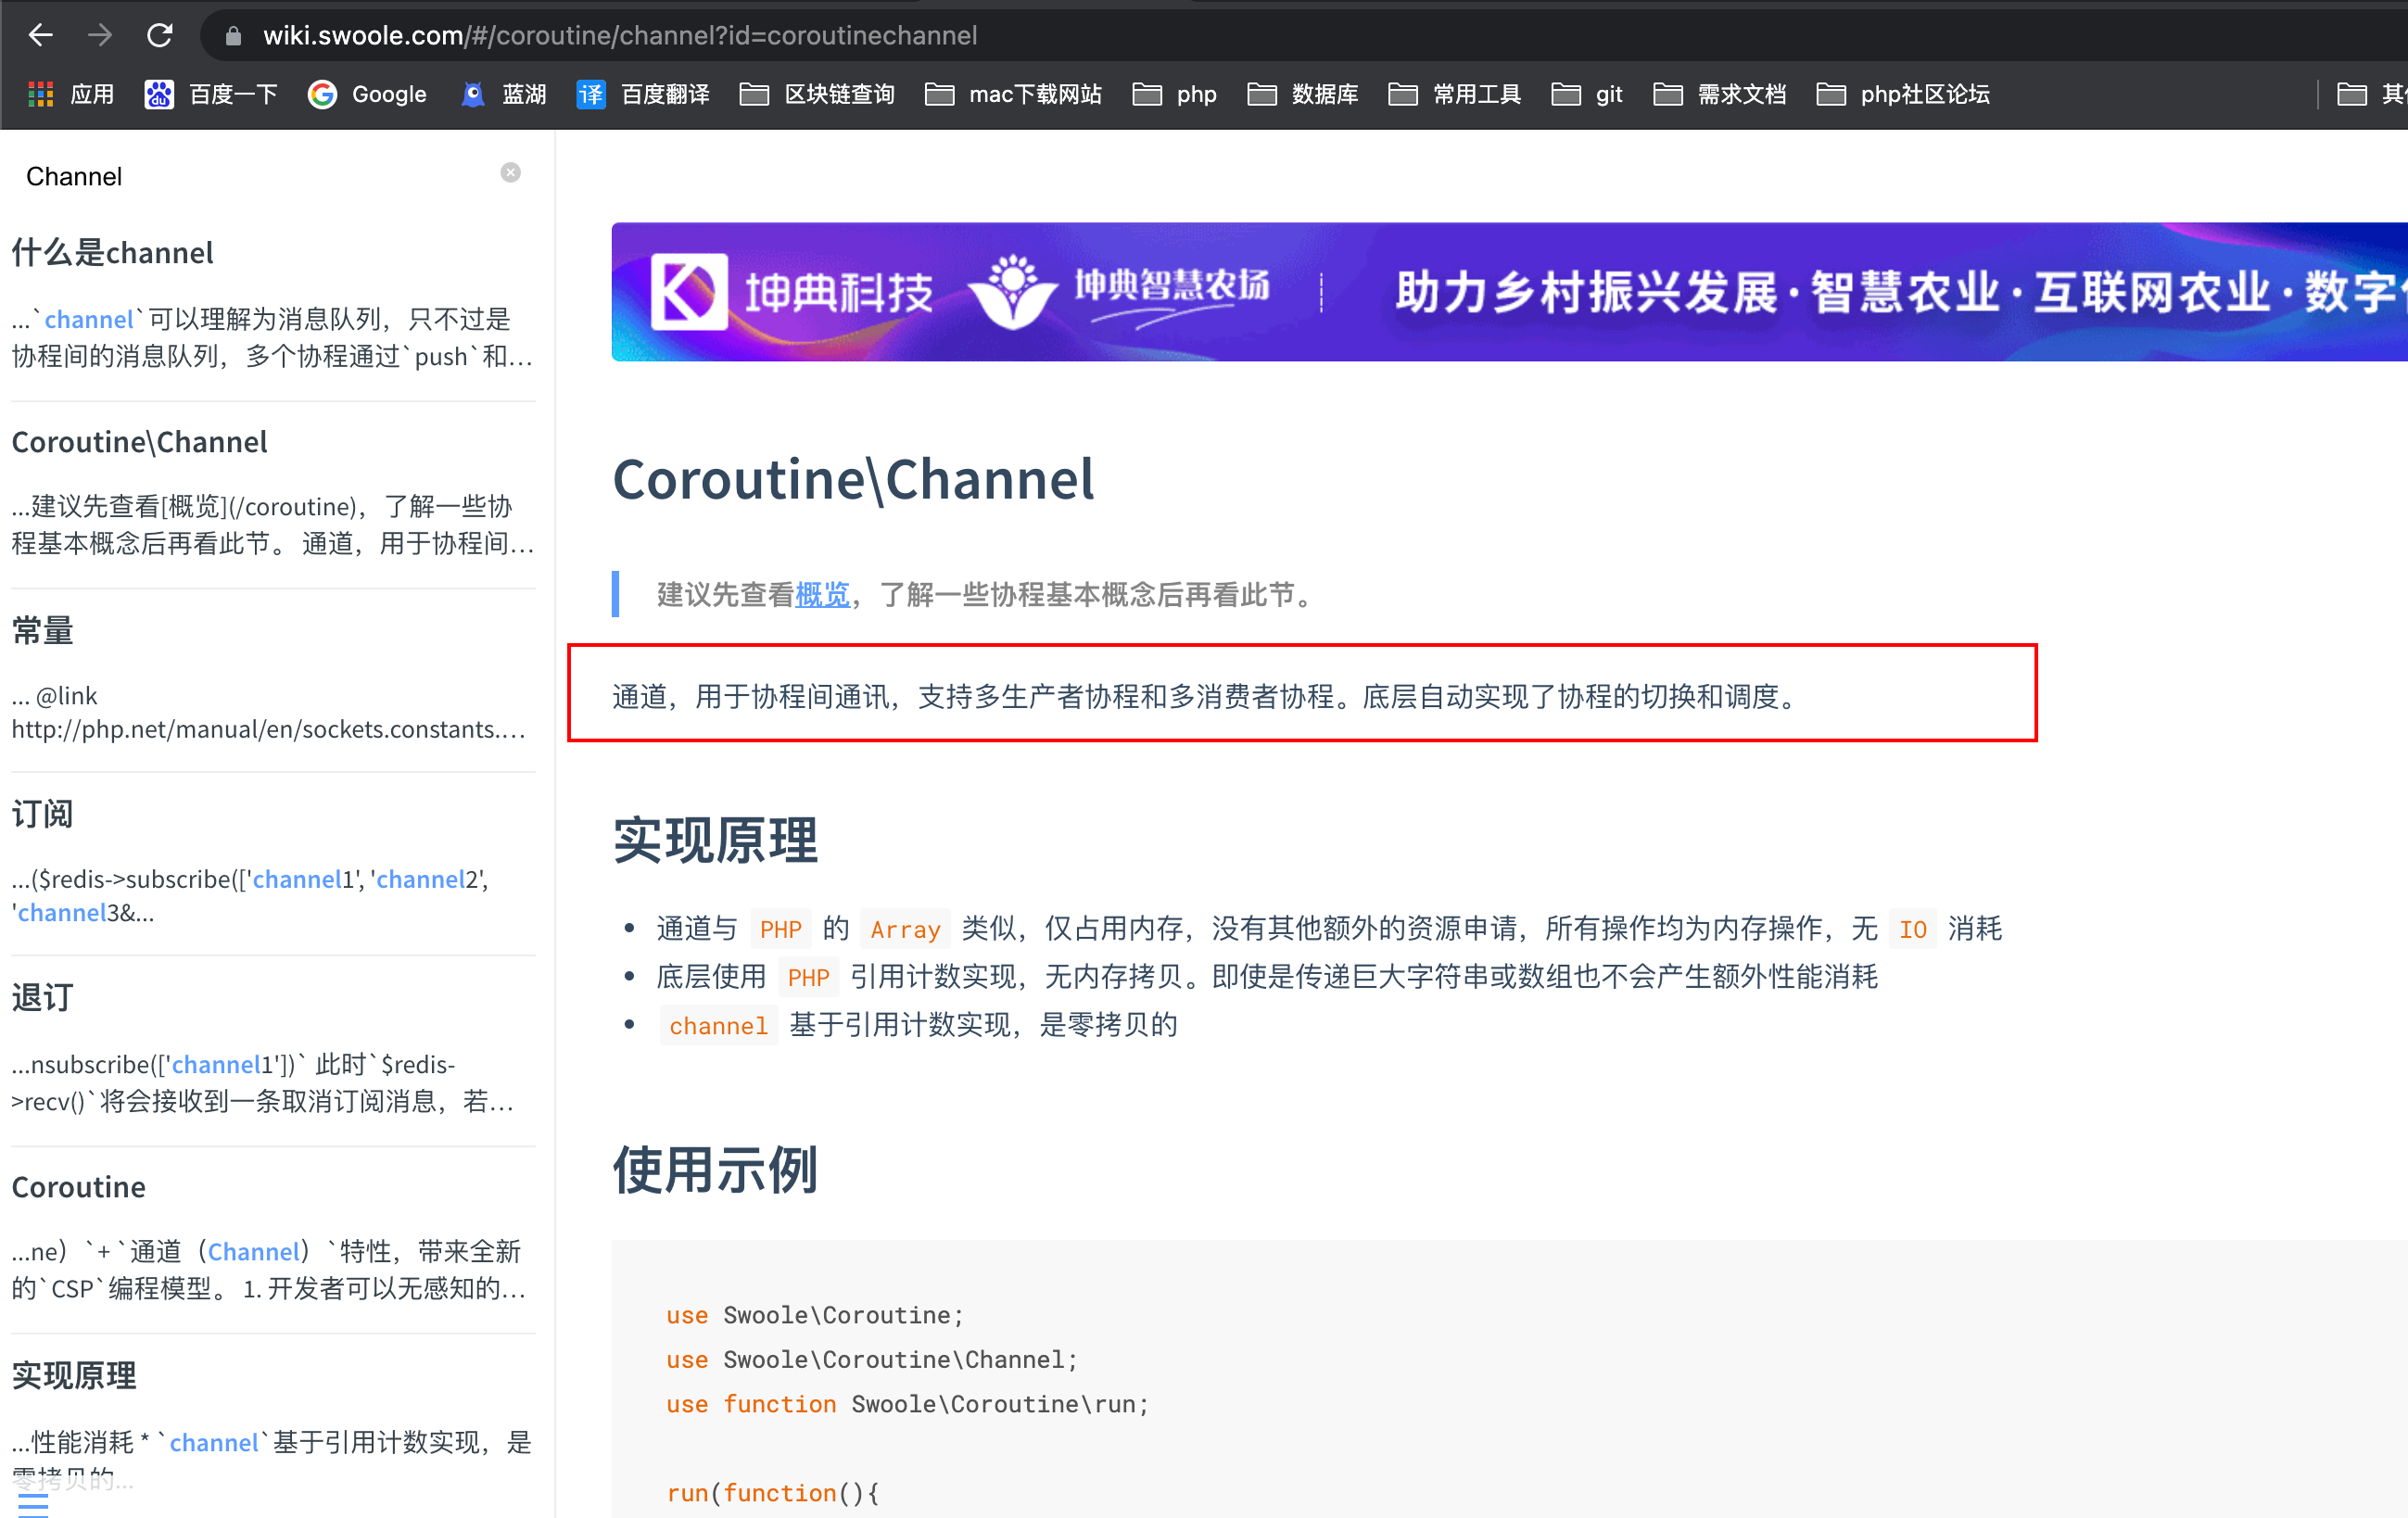 wiki.swoole.com/#/coroutine/channel?id=coroutinechannel
应用 百度一下 Google 蓝湖 译 百度翻译 区块链查询 mac下载网站 php 数据库 常用工具 git 需求文档 php社区论坛
Channel
什么是channel
...`channel`可以理解为消息队列，只不过是
协程间的消息队列，多个协程通过`push`和...
Coroutine\Channel
...建议先查看[概览](/coroutine)，了解一些协
程基本概念后再看此节。 通道，用于协程间...
常量
... @link
http://php.net/manual/en/sockets.constants....
订阅
...($redis->subscribe(['channel1', 'channel2',
'channel3&...
退订
...nsubscribe(['channel1'])` 此时`$redis-
>recv()`将会接收到一条取消订阅消息，若...
Coroutine
...ne）`+ `通道（Channel）`特性，带来全新
的`CSP`编程模型。 1. 开发者可以无感知的...
实现原理
...性能消耗 * `channel`基于引用计数实现，是
零拷贝的...
坤典科技 坤典智慧农场 助力乡村振兴发展·智慧农业·互联网农业·数字
Coroutine\Channel
建议先查看概览，了解一些协程基本概念后再看此节。
通道，用于协程间通讯，支持多生产者协程和多消费者协程。底层自动实现了协程的切换和调度。
实现原理
• 通道与 PHP 的 Array 类似，仅占用内存，没有其他额外的资源申请，所有操作均为内存操作，无 IO 消耗
• 底层使用 PHP 引用计数实现，无内存拷贝。即使是传递巨大字符串或数组也不会产生额外性能消耗
• channel 基于引用计数实现，是零拷贝的
使用示例
use Swoole\Coroutine;
use Swoole\Coroutine\Channel;
use function Swoole\Coroutine\run;
run(function(){